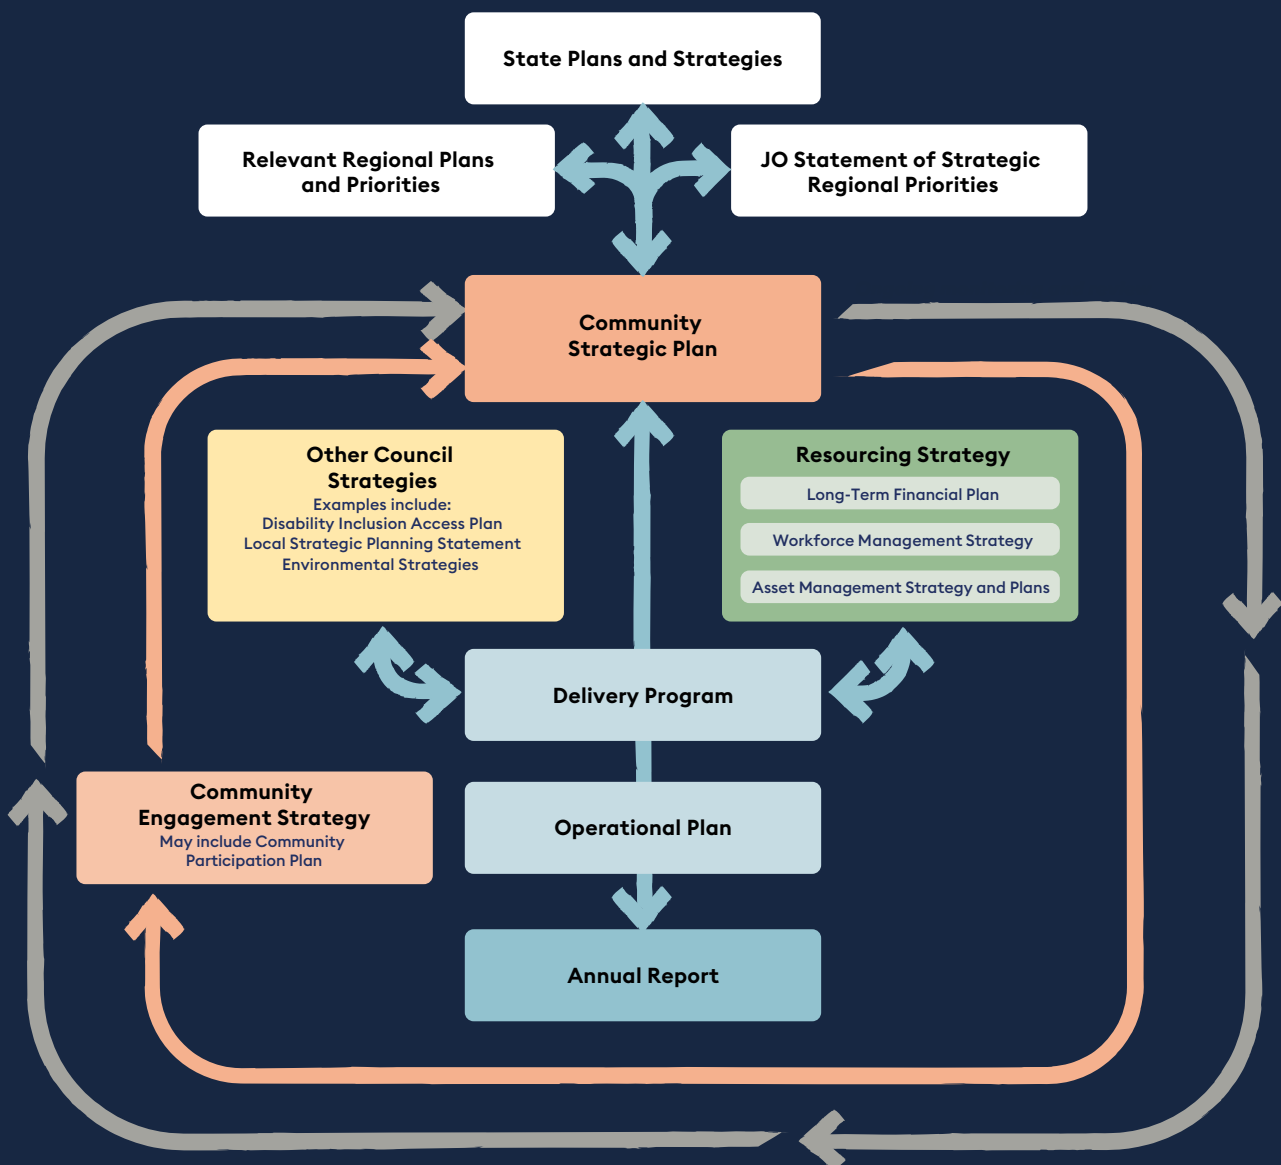 State Plans and Strategies
Relevant Regional Plans
and Priorities
JO Statement of Strategic
Regional Priorities
Community
Strategic Plan
Other Council
Strategies
Examples include:
Disability Inclusion Access Plan
Local Strategic Planning Statement
Environmental Strategies
Resourcing Strategy
Long-Term Financial Plan
Workforce Management Strategy
Asset Management Strategy and Plans
Delivery Program
Community
Engagement Strategy
May include Community
Participation Plan
Operational Plan
Annual Report